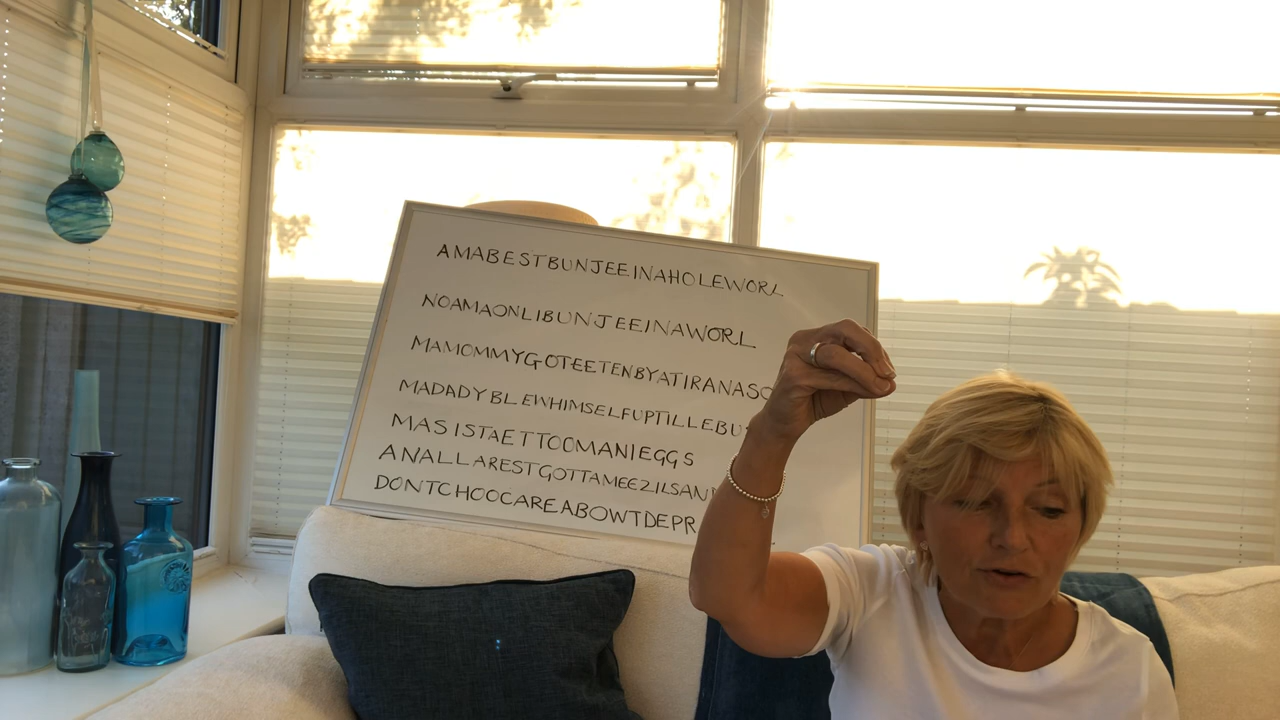 AMABESTBUNJEEINAHOLEWORL
NOAMAONLIBUNJEEINAWORL
MAMOMMYGOTEETENBYATIRANASO
MADADYBLEWHIMSELFUPTILLEBU
MASISTAETTOOMANIEGGS
ANALLARESTGOTTAMEEZILSAN
DONTCHOOCAREABOWTDEPR